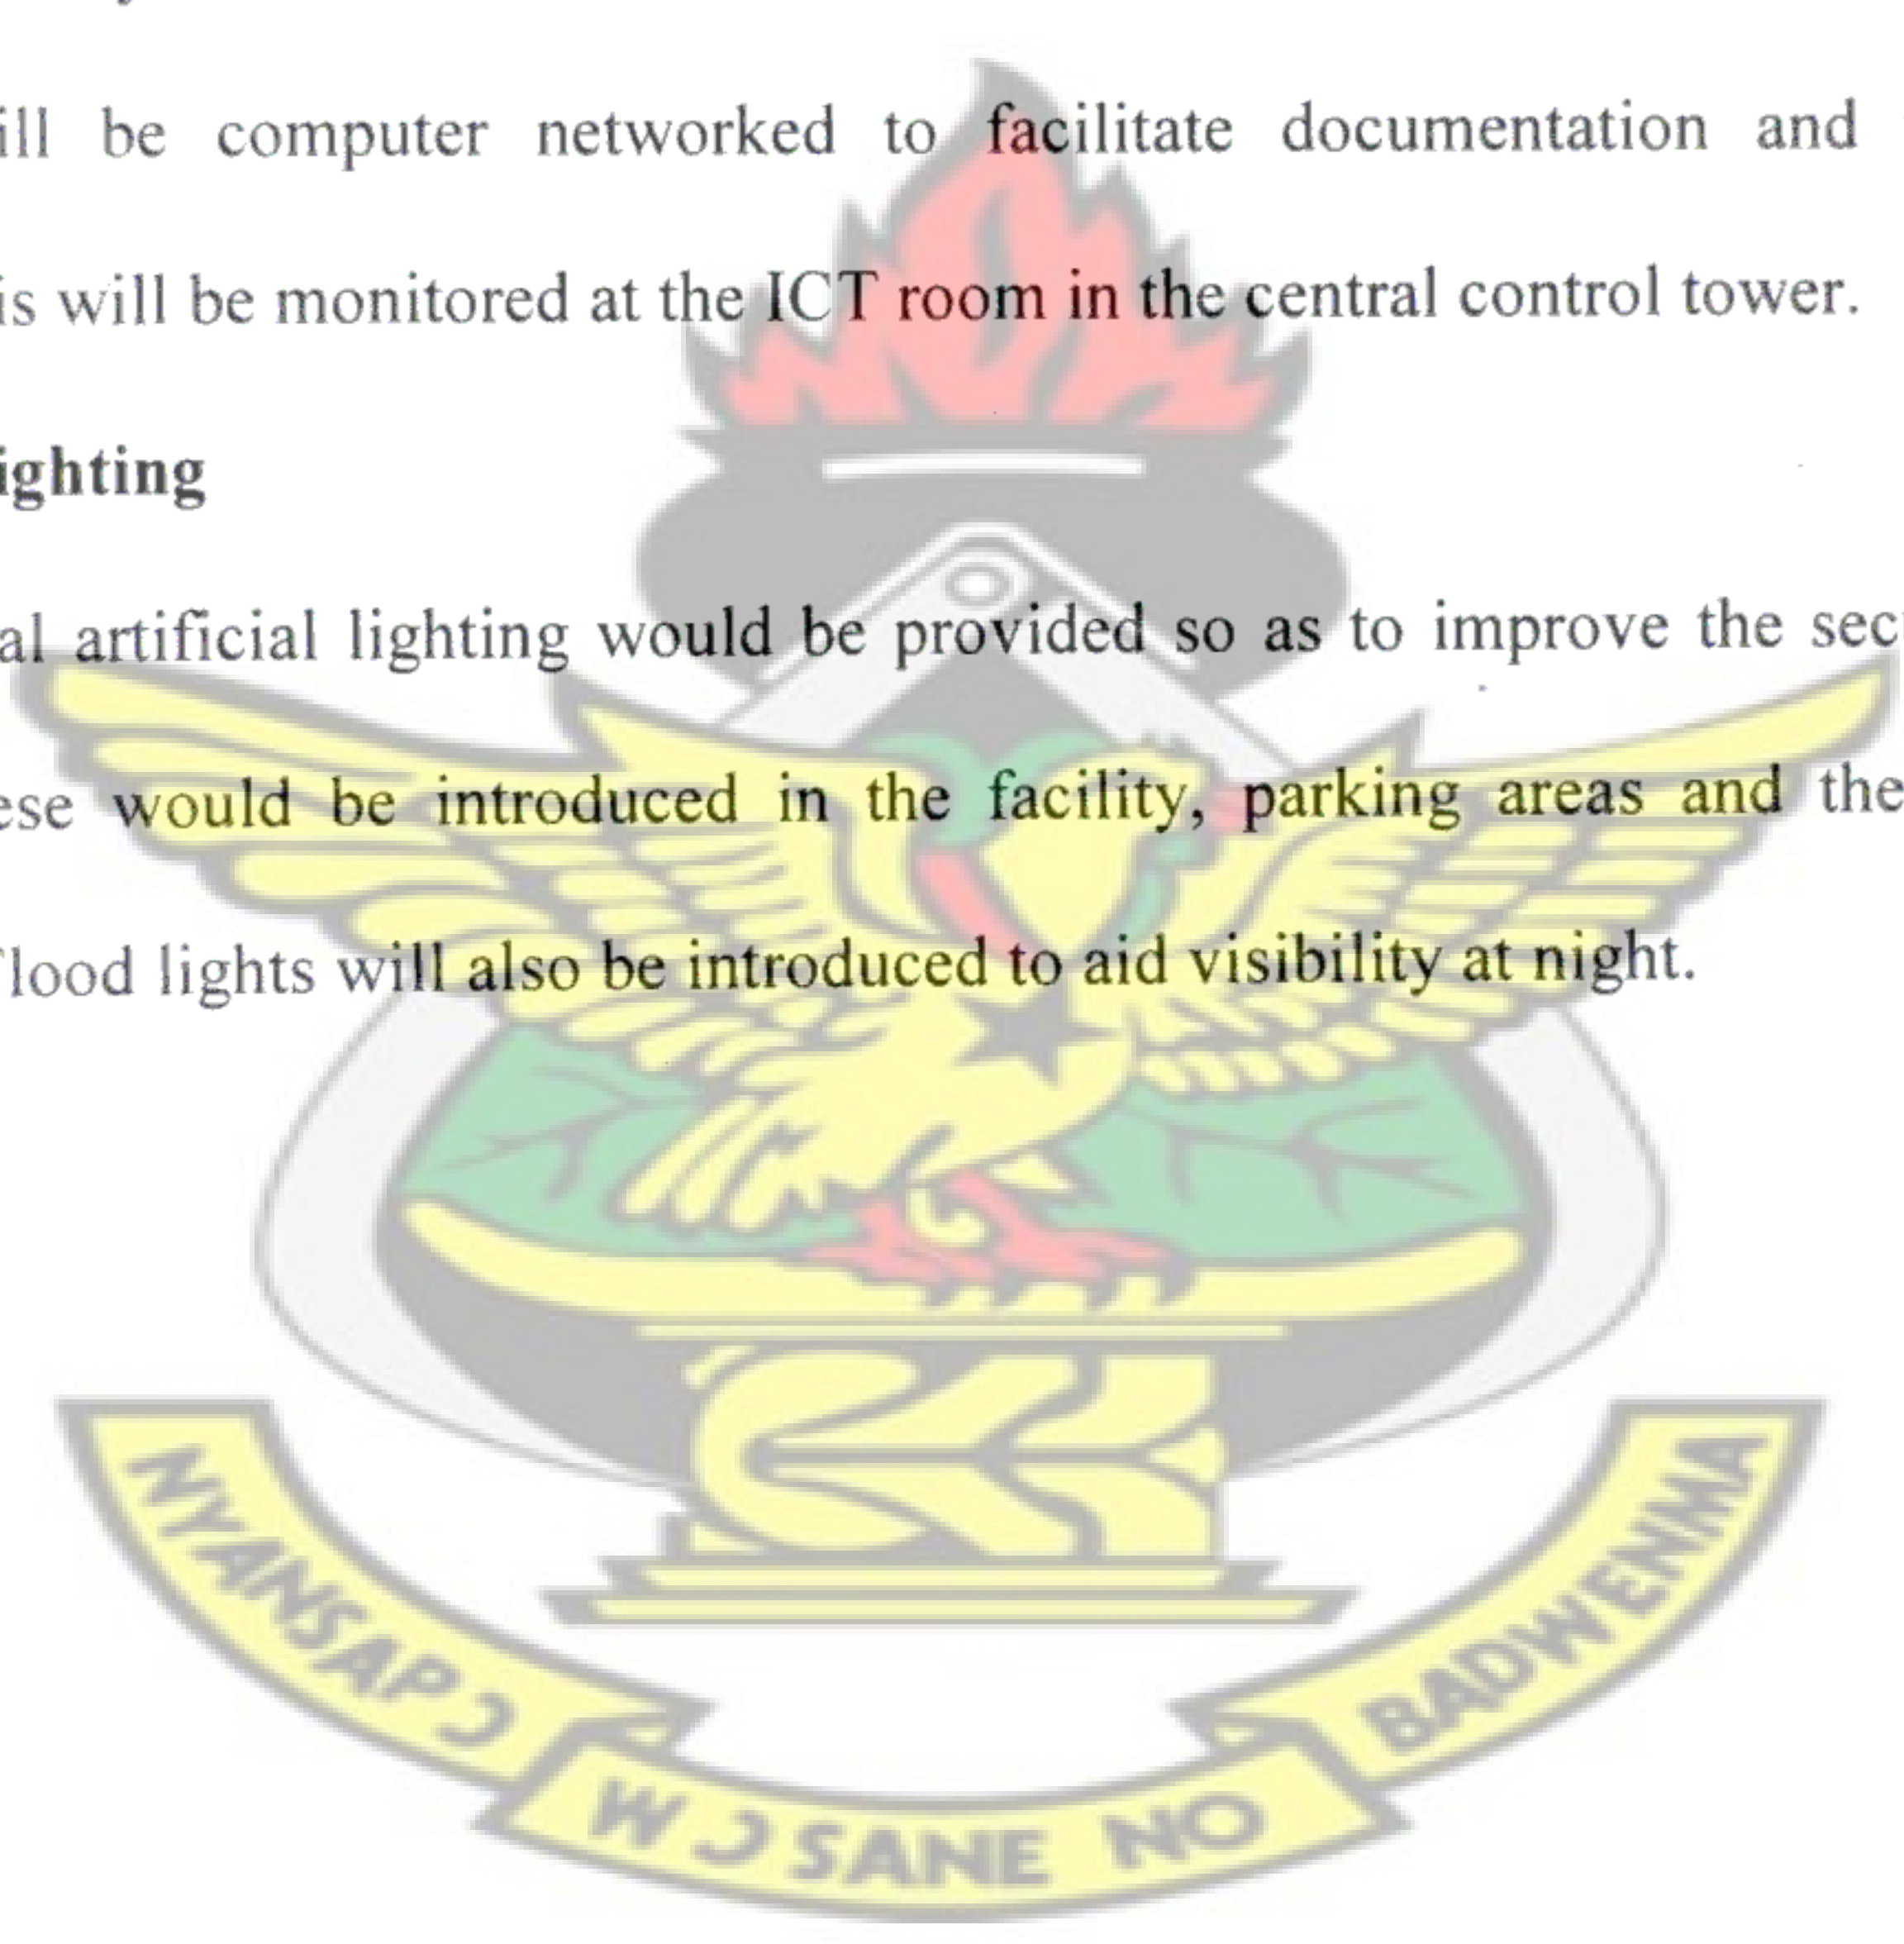 ill be computer networked to facilitate documentation and
is will be monitored at the ICT room in the central control tower.
ighting
al artificial lighting would be provided so as to improve the sec
ese would be introduced in the facility, parking areas and the
lood lights will also be introduced to aid visibility at night.
NYANSAPƆ
WƆSANE NO
BADWENMA